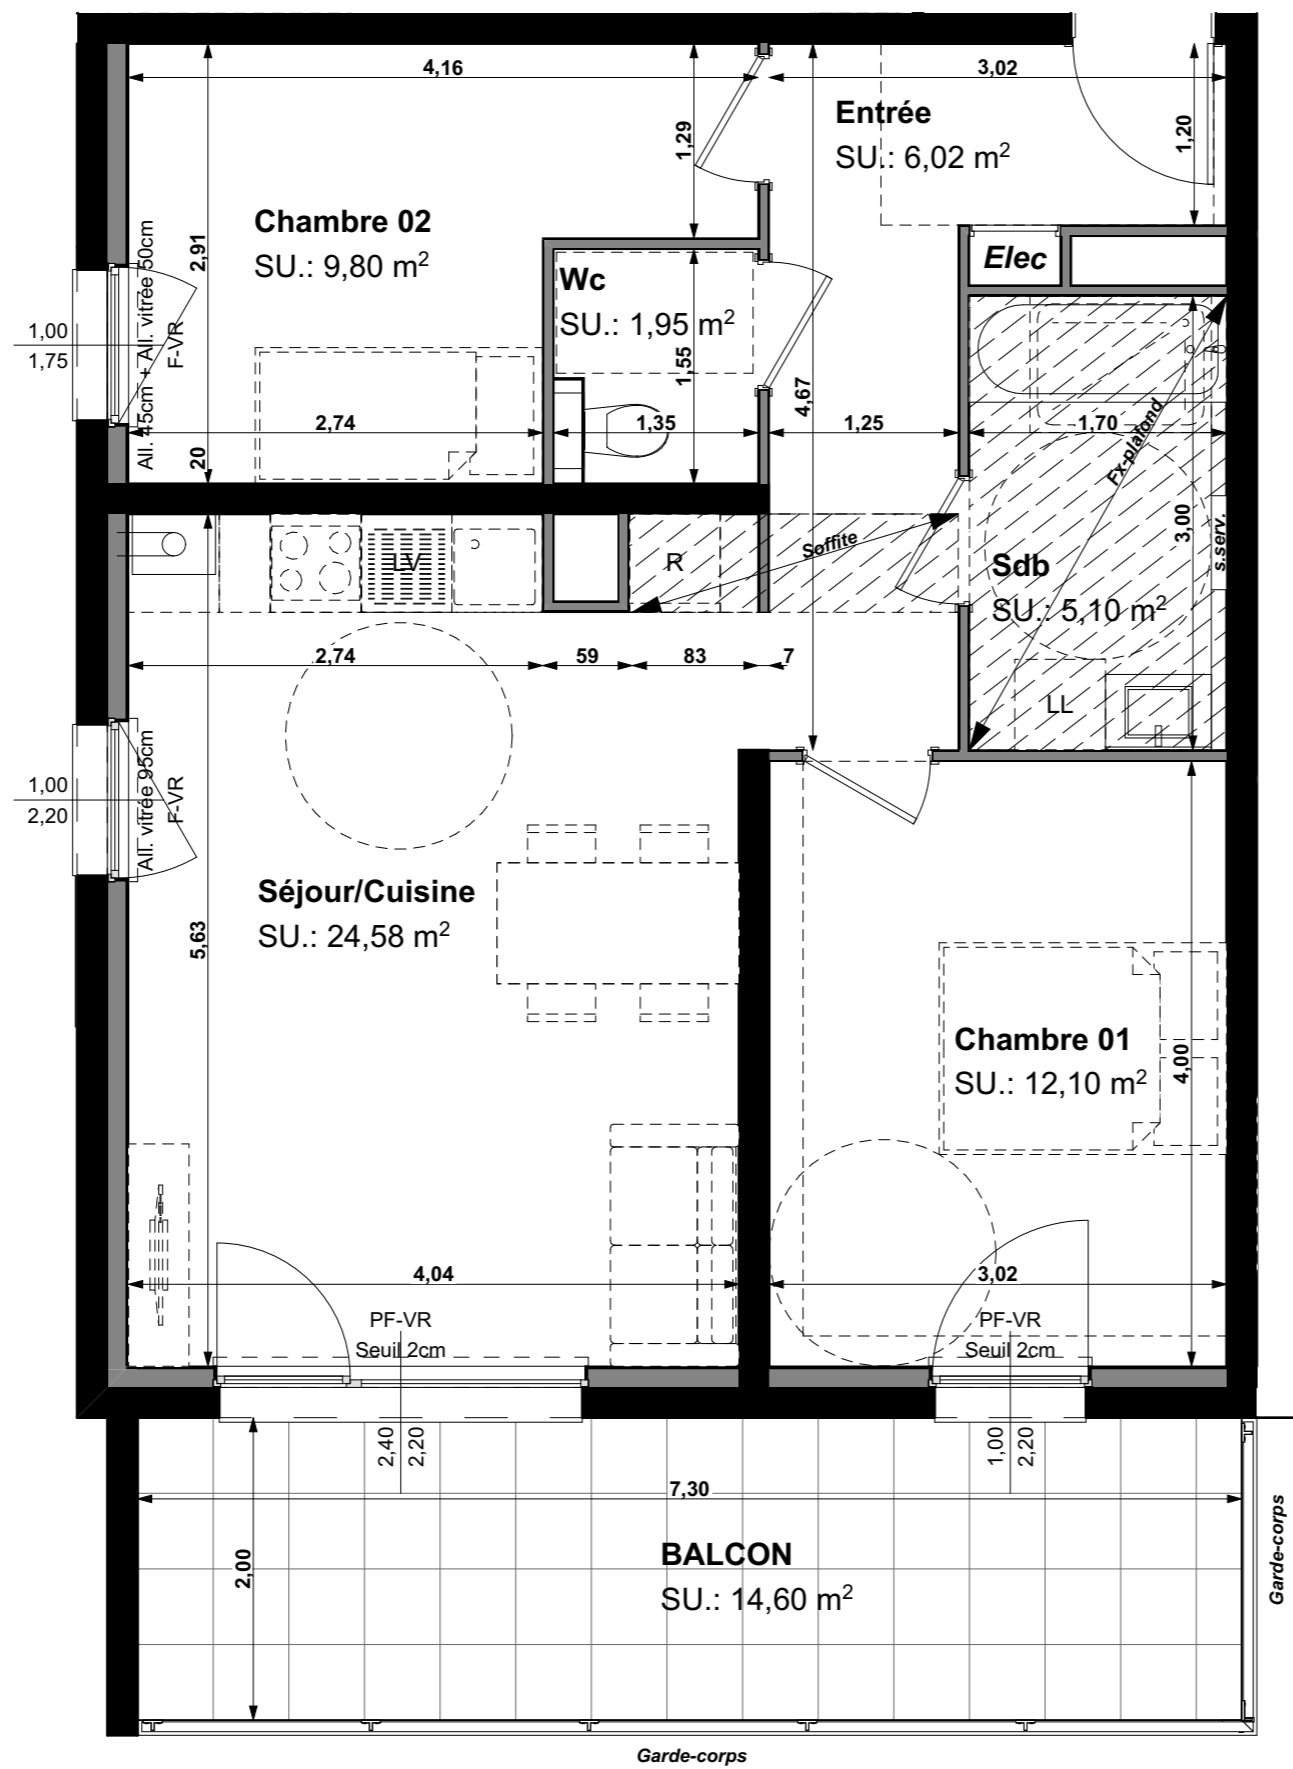 4,16
3,02
Entrée
SU.: 6,02 m²
1,29
1,20
Chambre 02
SU.: 9,80 m²
2,91
Elec
Wc
SU.: 1,95 m²
All. 45cm + All. vitrée 50cm
F-VR
1,00
1,75
1,55
4,67
Fx-plafond
2,74
1,35
1,25
1,70
20
3,00
s.serv.
LV
R
Soffite
Sdb
SU.: 5,10 m²
2,74
59
83
7
LL
All. vitrée 95cm
F-VR
1,00
2,20
Séjour/Cuisine
SU.: 24,58 m²
5,63
Chambre 01
SU.: 12,10 m²
4,00
4,04
3,02
PF-VR
Seuil 2cm
PF-VR
Seuil 2cm
2,40
2,20
1,00
2,20
7,30
BALCON
SU.: 14,60 m²
2,00
Garde-corps
Garde-corps